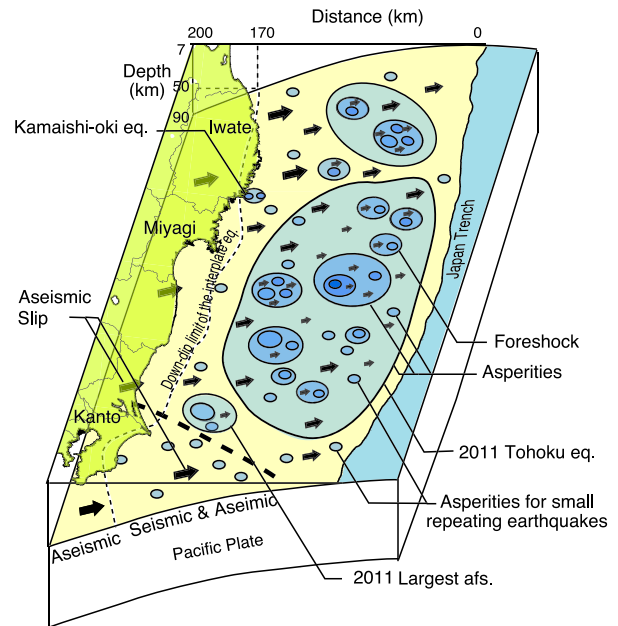 Distance (km)
200
170
0
7
Depth
(km)
50
90
Iwate
Kamaishi-oki eq.
Miyagi
Down-dip limit of the interplate eq.
Japan Trench
Aseismic
Slip
Foreshock
Asperities
Kanto
2011 Tohoku eq.
Asperities for small
repeating earthquakes
Aseismic
Seismic & Aseimic
Pacific Plate
2011 Largest afs.